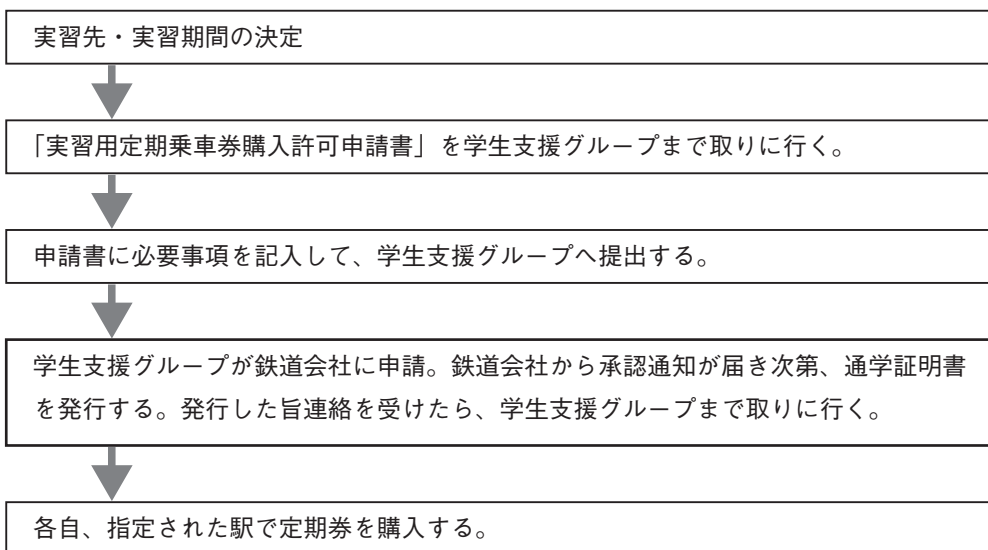 実習先・実習期間の決定
「実習用定期乗車券購入許可申請書」を学生支援グループまで取りに行く。
申請書に必要事項を記入して、学生支援グループへ提出する。
学生支援グループが鉄道会社に申請。鉄道会社から承認通知が届き次第、通学証明書
を発行する。発行した旨連絡を受けたら、学生支援グループまで取りに行く。
各自、指定された駅で定期券を購入する。